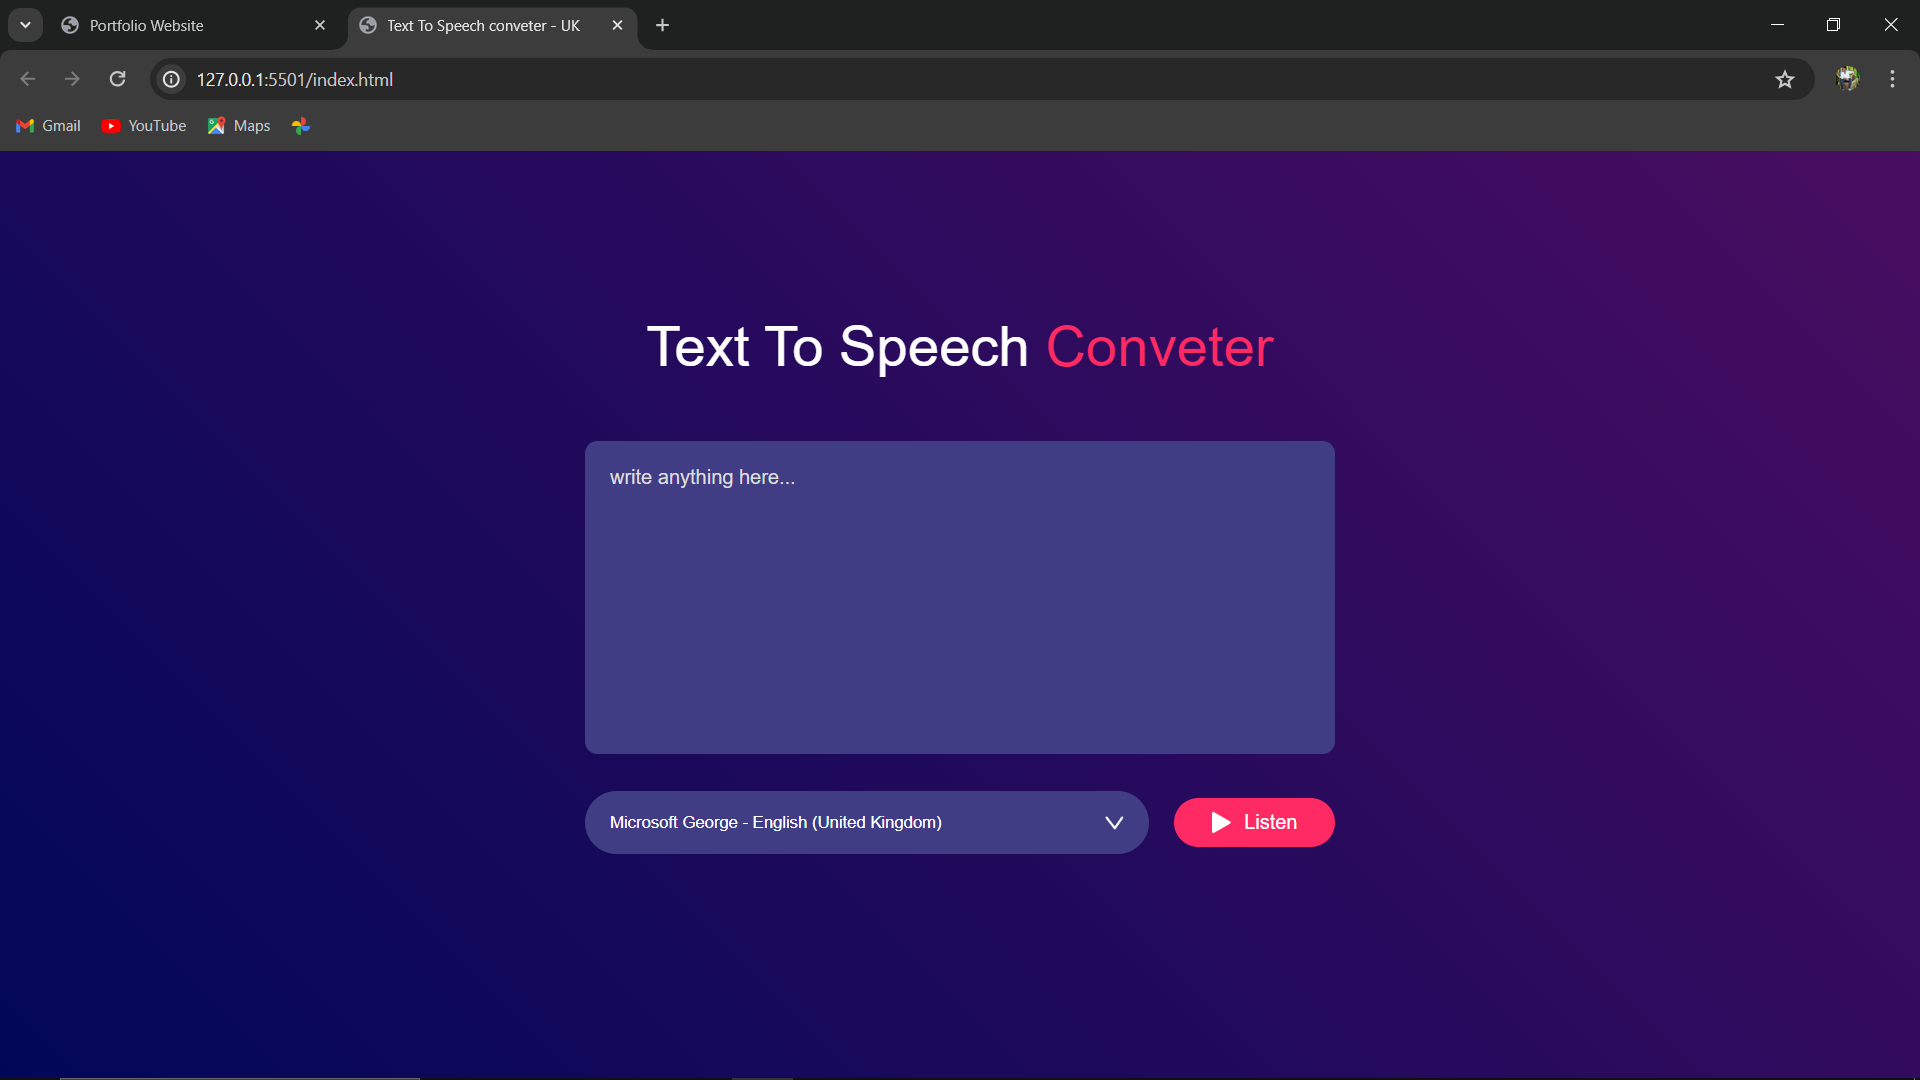 Portfolio Website
Text To Speech conveter - UK
127.0.0.1:5501/index.html
Gmail
YouTube
Maps
Text To Speech Conveter
write anything here...
Microsoft George - English (United Kingdom)
Listen